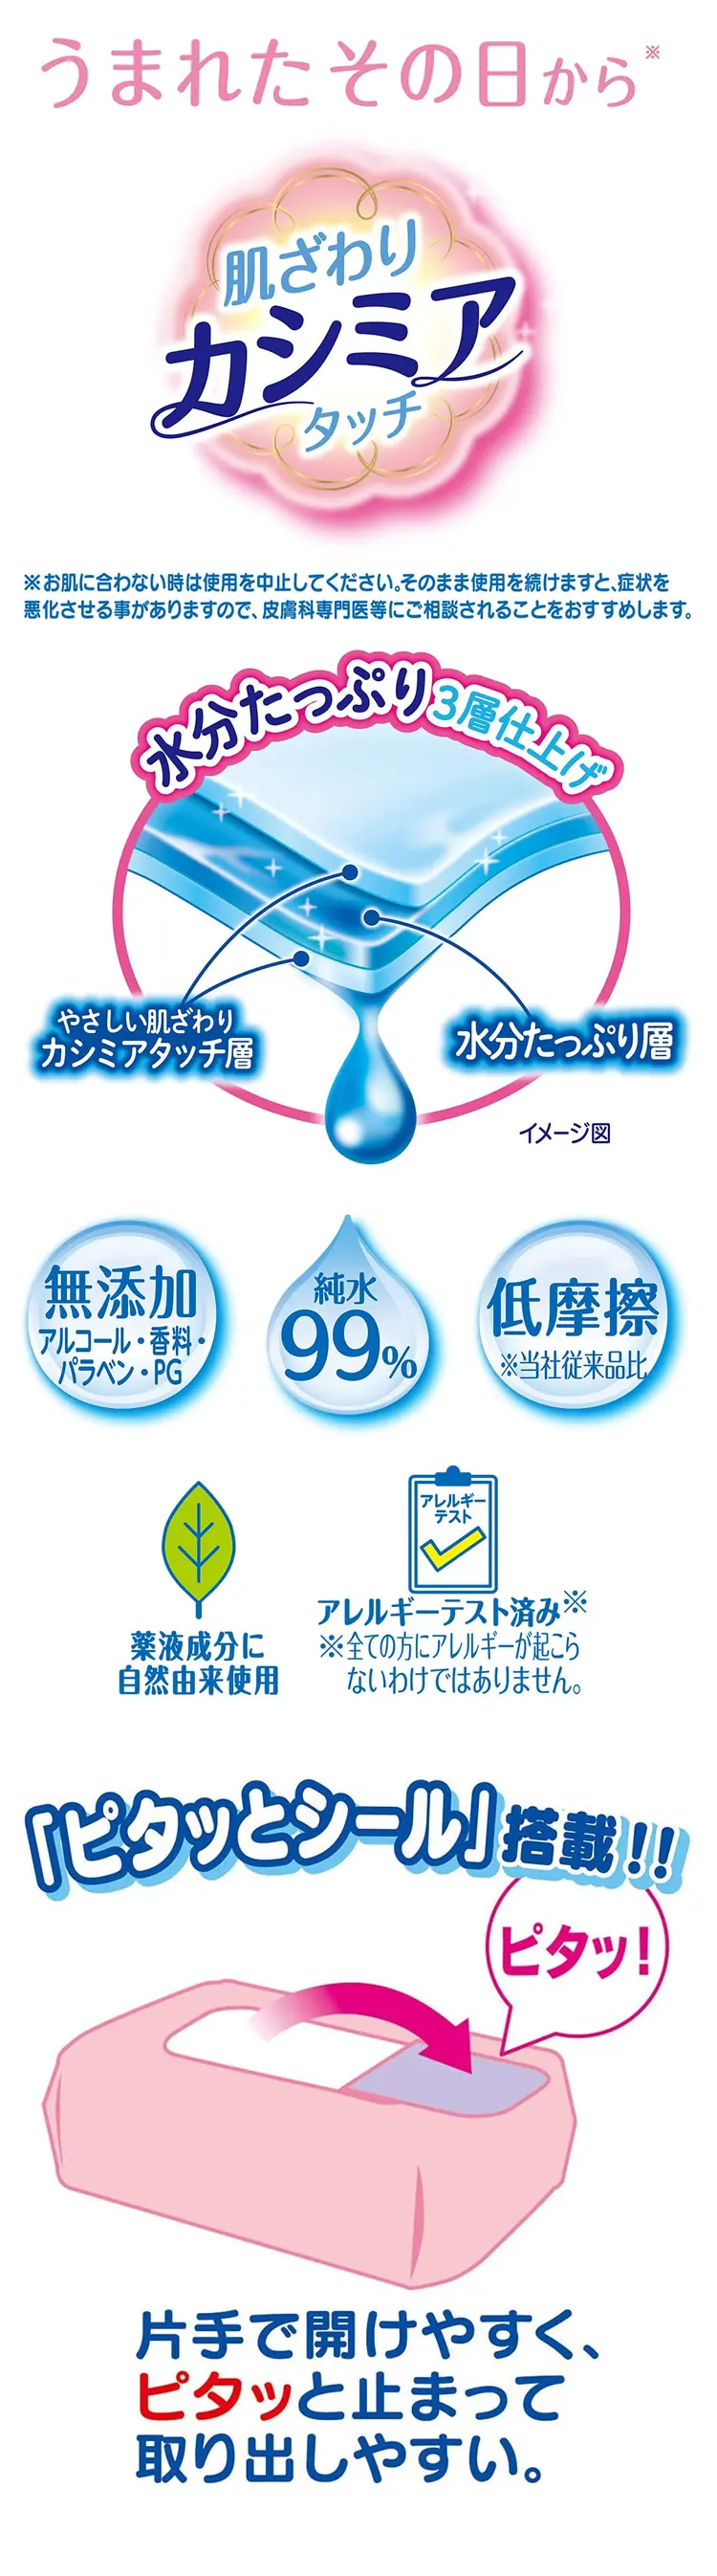 うまれたその日から※
肌ざわり
カシミア
タッチ
※お肌に合わない時は使用を中止してください。そのまま使用を続けますと、症状を
悪化させる事がありますので、皮膚科専門医等にご相談されることをおすすめします。
水分たっぷり3層仕上げ
やさしい肌ざわり
カシミアタッチ層
水分たっぷり層
イメージ図
無添加
アルコール・香料・
パラベン・PG
純水
99%
低摩擦
※当社従来品比
アレルギー
テスト
薬液成分に
自然由来使用
アレルギーテスト済み※
※全ての方にアレルギーが起こら
ないわけではありません。
「ピタッとシール」搭載!!
ピタッ!
片手で開けやすく、
ピタッと止まって
取り出しやすい。